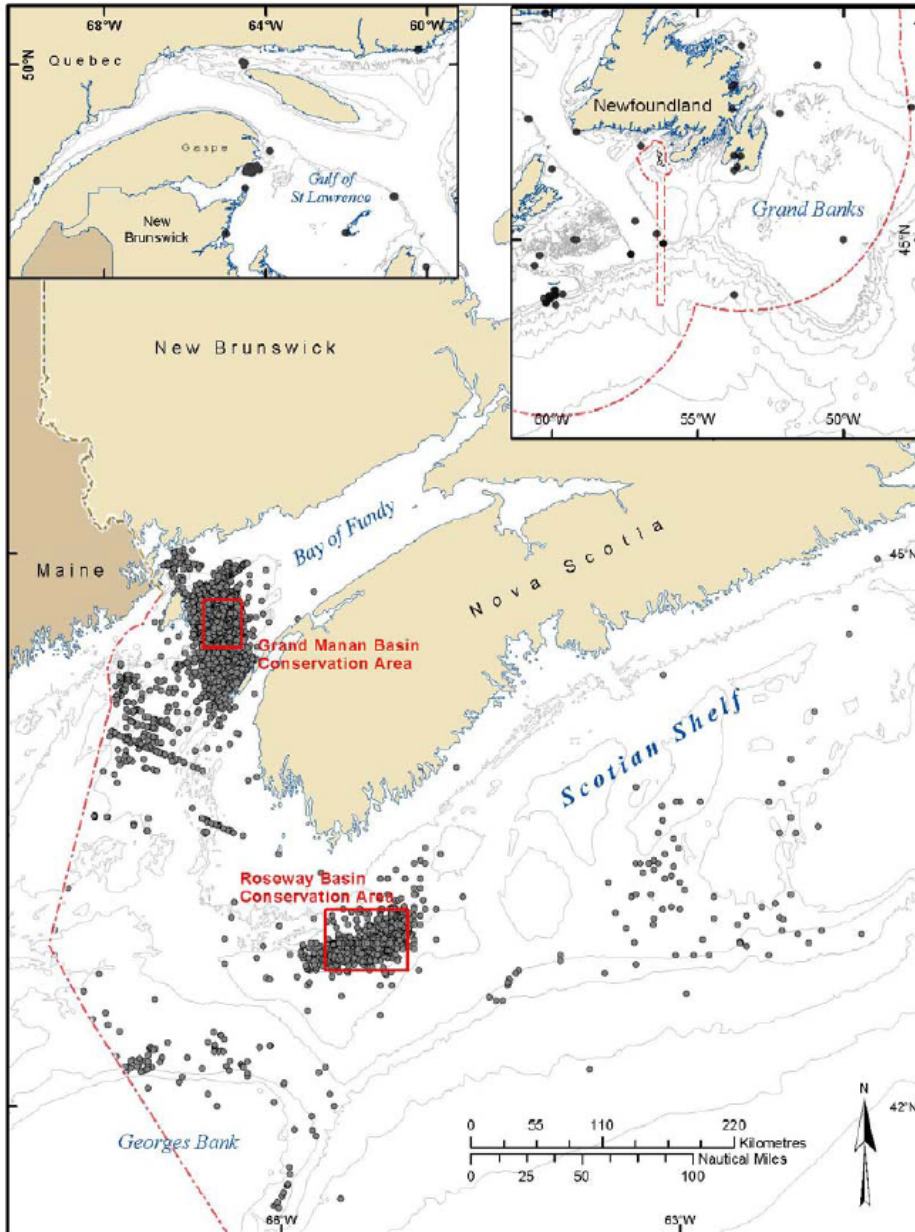 68°W
64°W
60°W
50°N
Quebec
Gaspe
Gulf of
St Lawrence
New
Brunswick
Newfoundland
Grand Banks
45°N
60°W
55°W
50°W
New Brunswick
Bay of Fundy
Maine
Nova Scotia
45°N
Grand Manan Basin
Conservation Area
Scotian Shelf
Roseway Basin
Conservation Area
N
42°N
Georges Bank
0 55 110 220
Kilometres
Nautical Miles
0 25 50 100
66°W
63°W